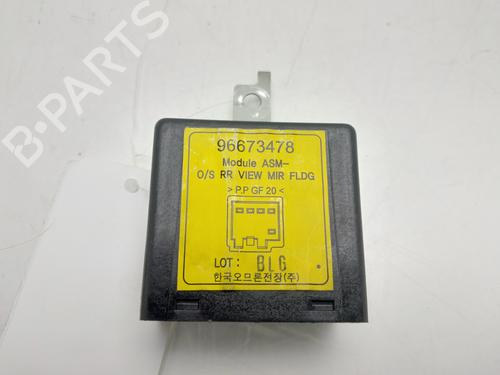 96673478
Module ASM-
O/S RR VIEW MIR FLDG
> P.P GF 20 <
LOT : BLG
한국오므론전장(주)
B-PARTS